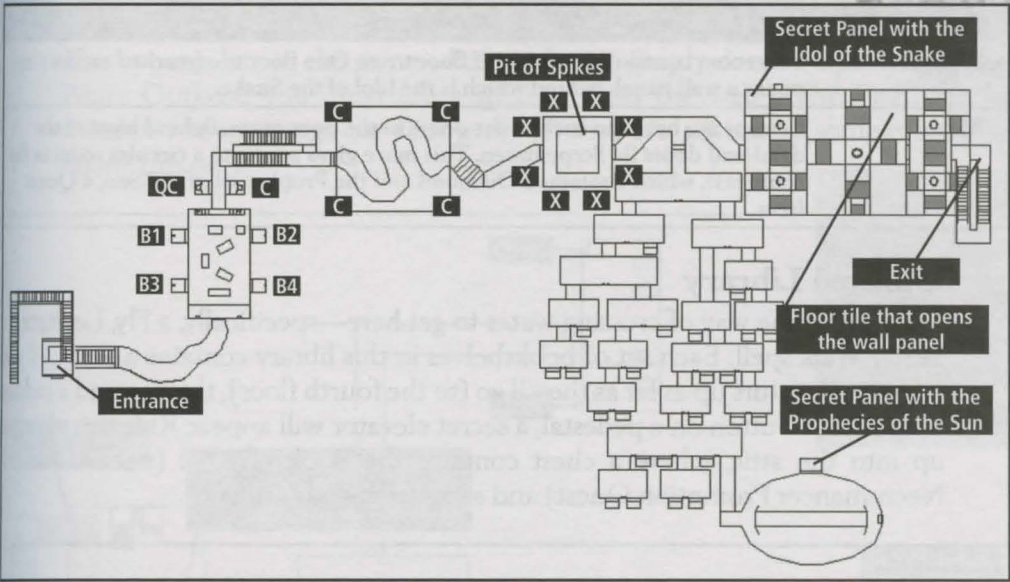 Secret Panel with the
Idol of the Snake
Pit of Spikes
C C
X X
X X
X X
X X
QC C
B1 B2
B3 B4
Exit
Floor tile that opens
the wall panel
Entrance
Secret Panel with the
Prophecies of the Sun